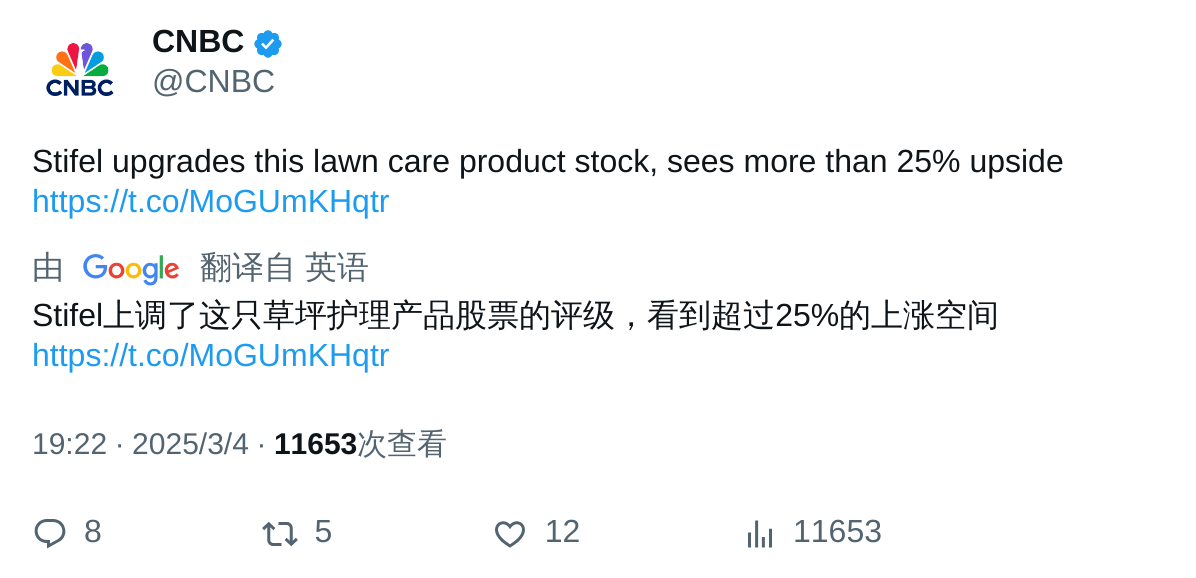 CNBC
CNBC
@CNBC
Stifel upgrades this lawn care product stock, sees more than 25% upside
https://t.co/MoGUmKHqtr
由 Google 翻译自 英语
Stifel上调了这只草坪护理产品股票的评级，看到超过25%的上涨空间
https://t.co/MoGUmKHqtr
19:22 · 2025/3/4 · 11653次查看
8 5 12 11653